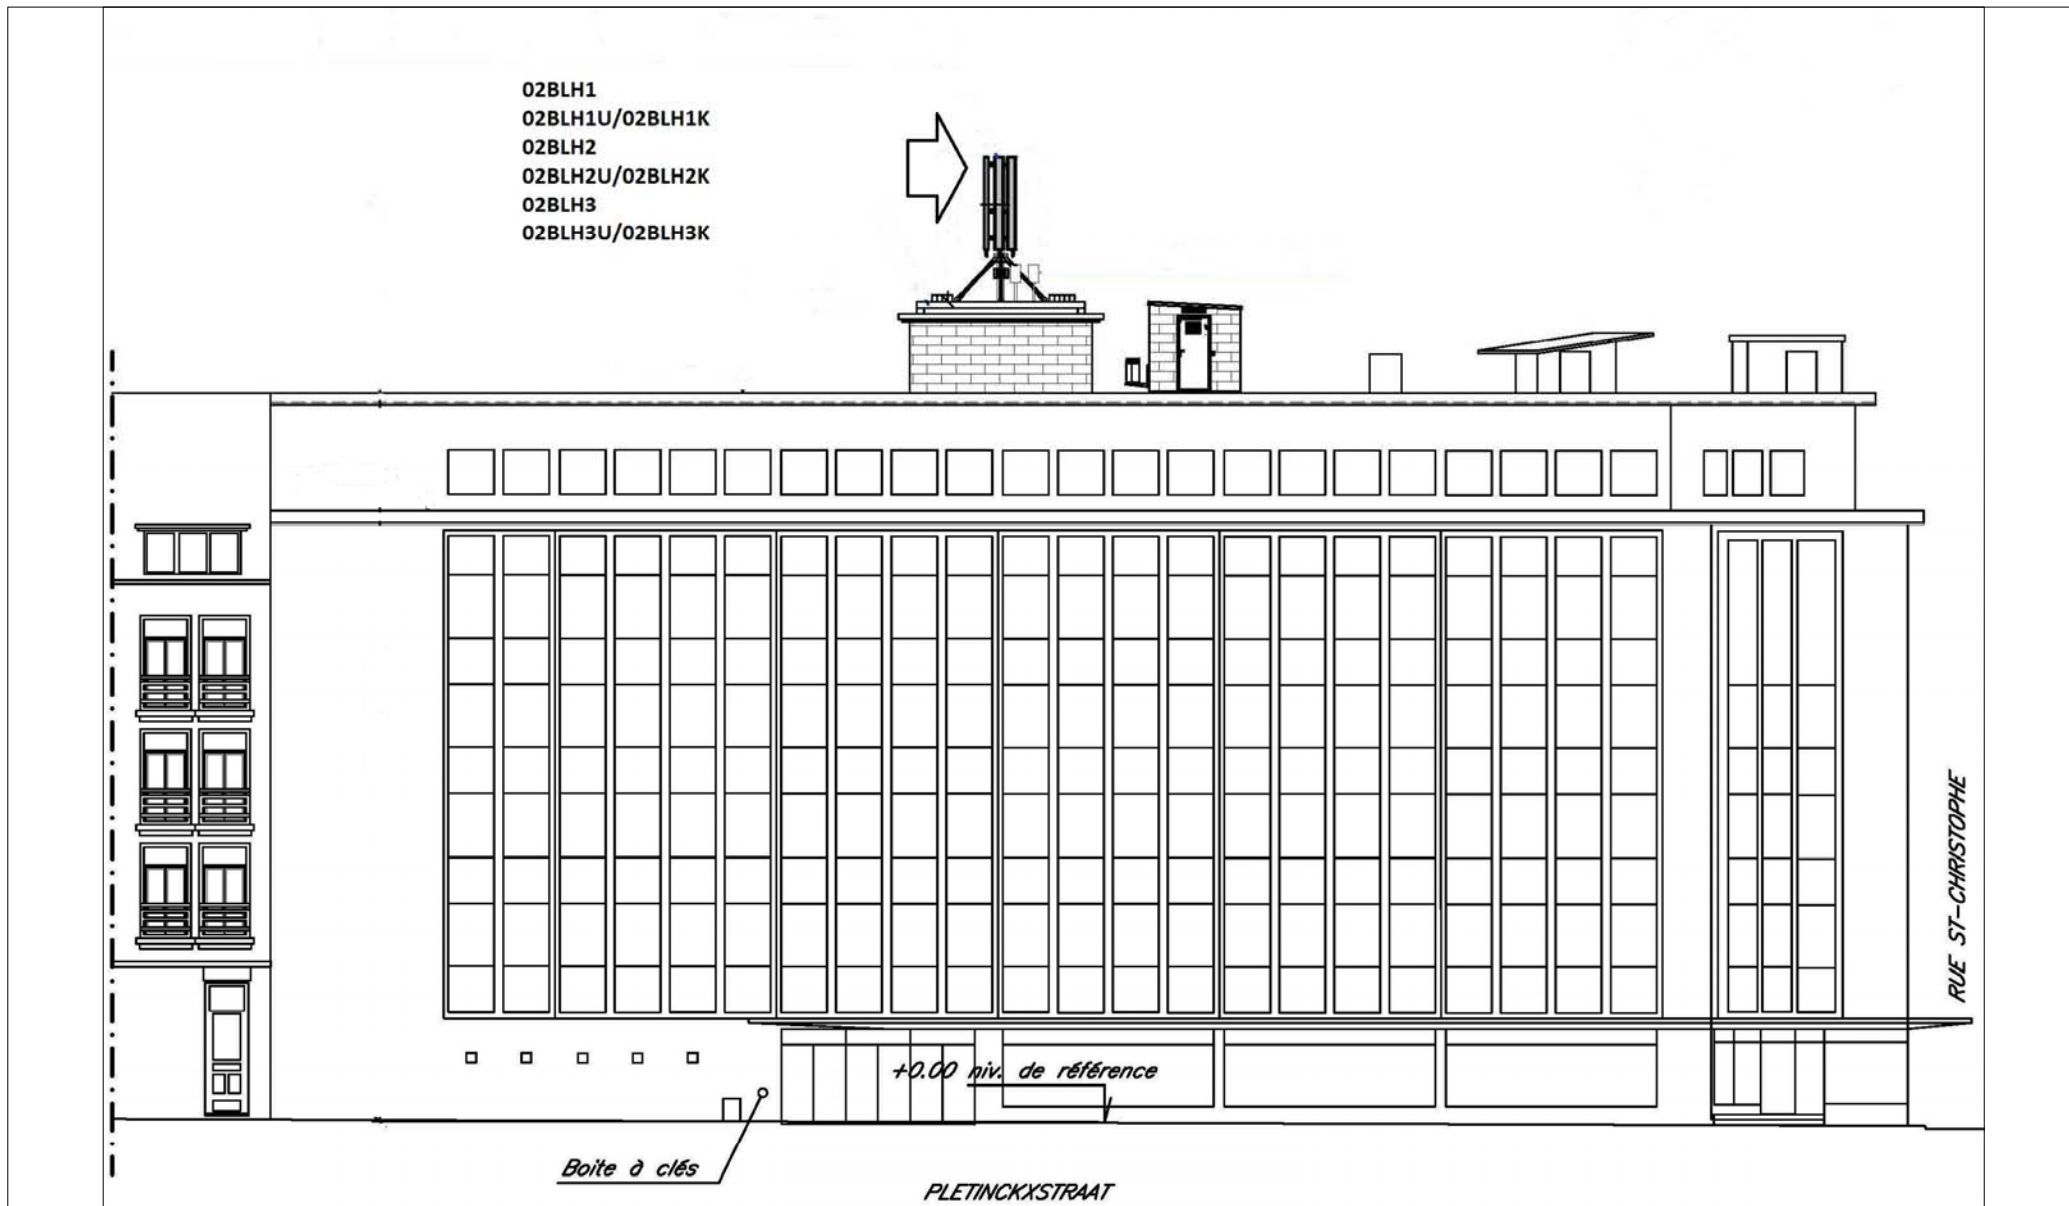 02BLH1
02BLH1U/02BLH1K
02BLH2
02BLH2U/02BLH2K
02BLH3
02BLH3U/02BLH3K
RUE ST-CHRISTOPHE
+0.00 niv. de référence
Boite à clés
PLETINCKXSTRAAT